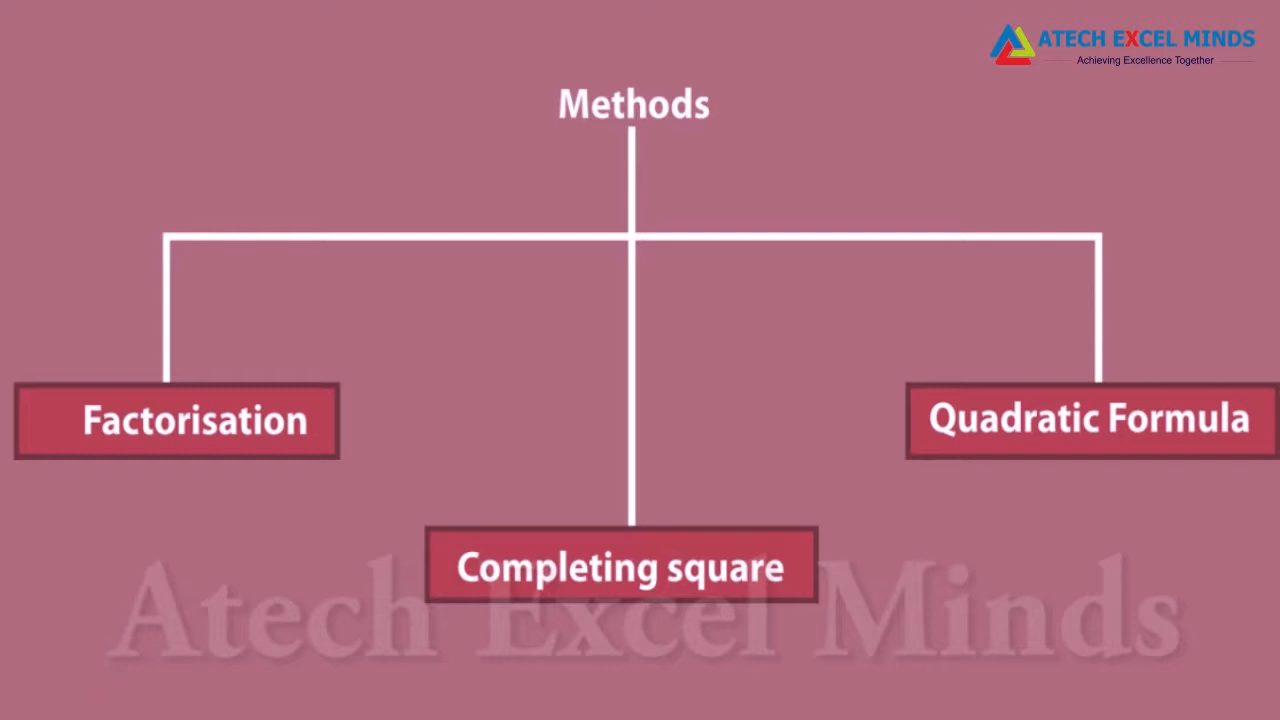 ATECH EXCEL MINDS
Achieving Excellence Together
Methods
Factorisation
Quadratic Formula
Completing square
Atech Excel Minds